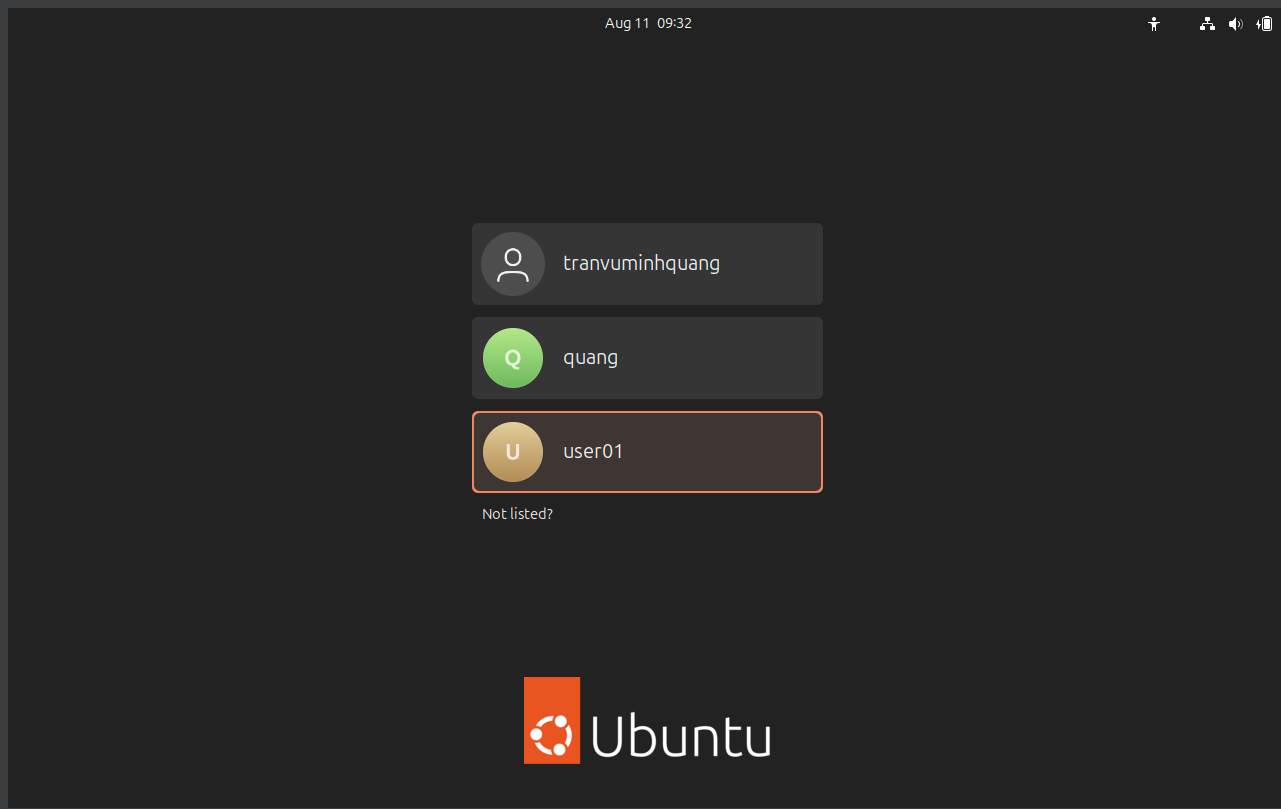 Aug 11 09:32
tranvuminhquang
Q
quang
U
user01
Not listed?
Ubuntu